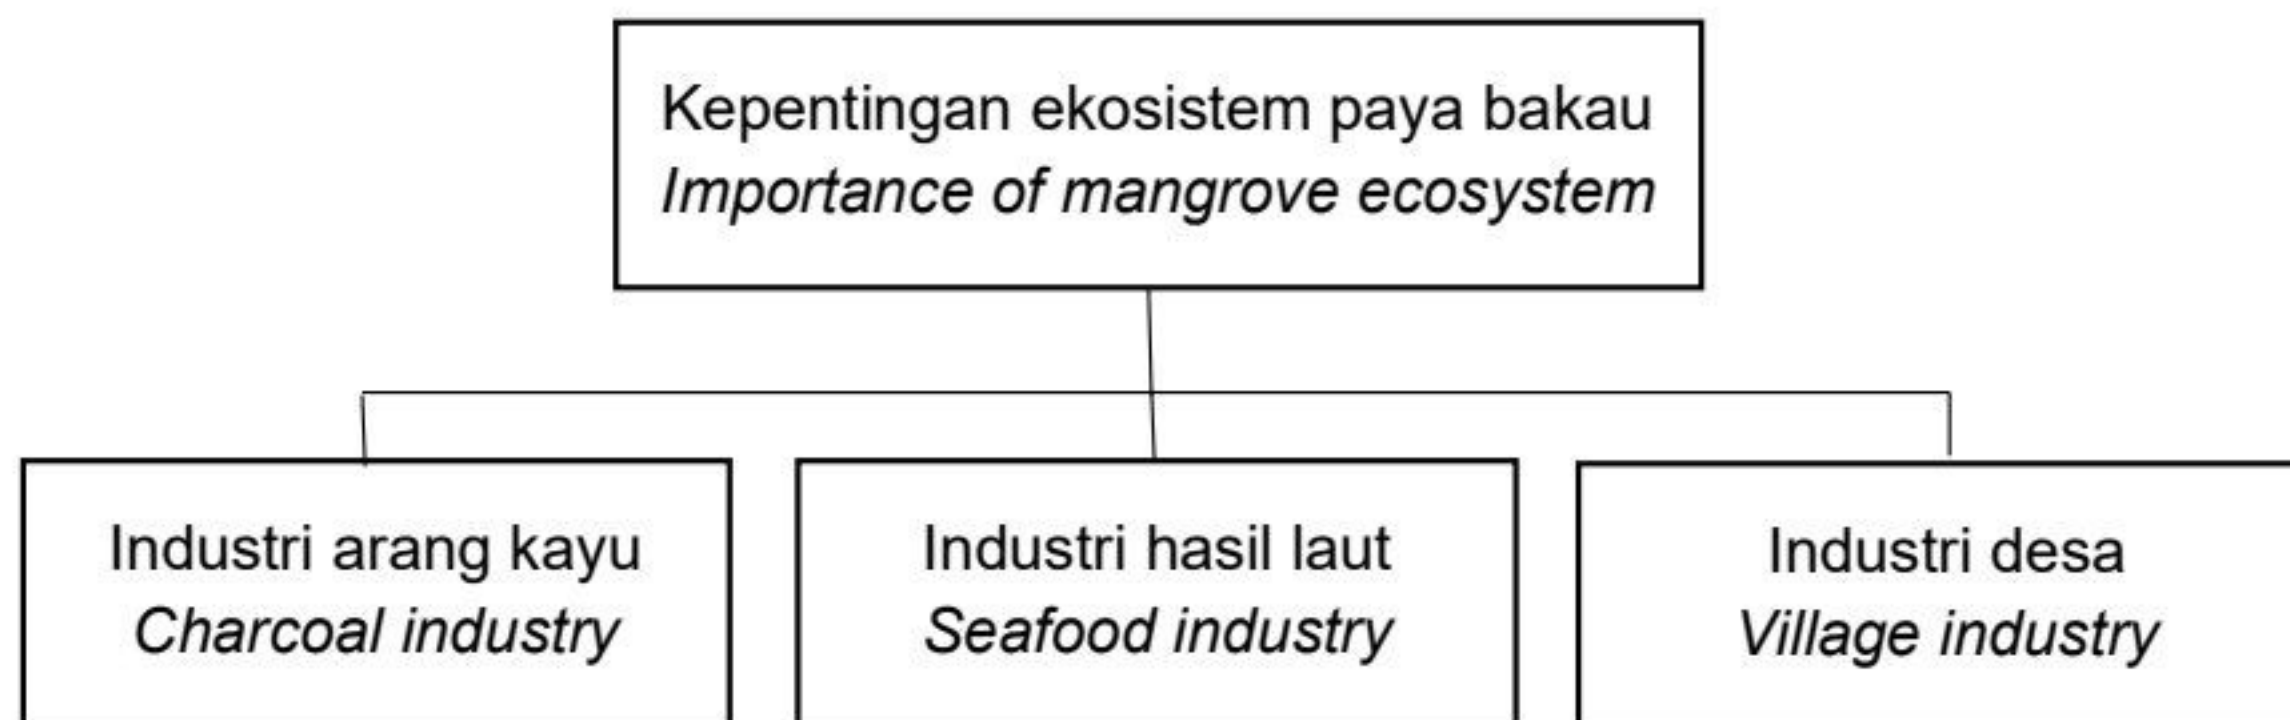 Kepentingan ekosistem paya bakau
Importance of mangrove ecosystem
Industri arang kayu
Charcoal industry
Industri hasil laut
Seafood industry
Industri desa
Village industry